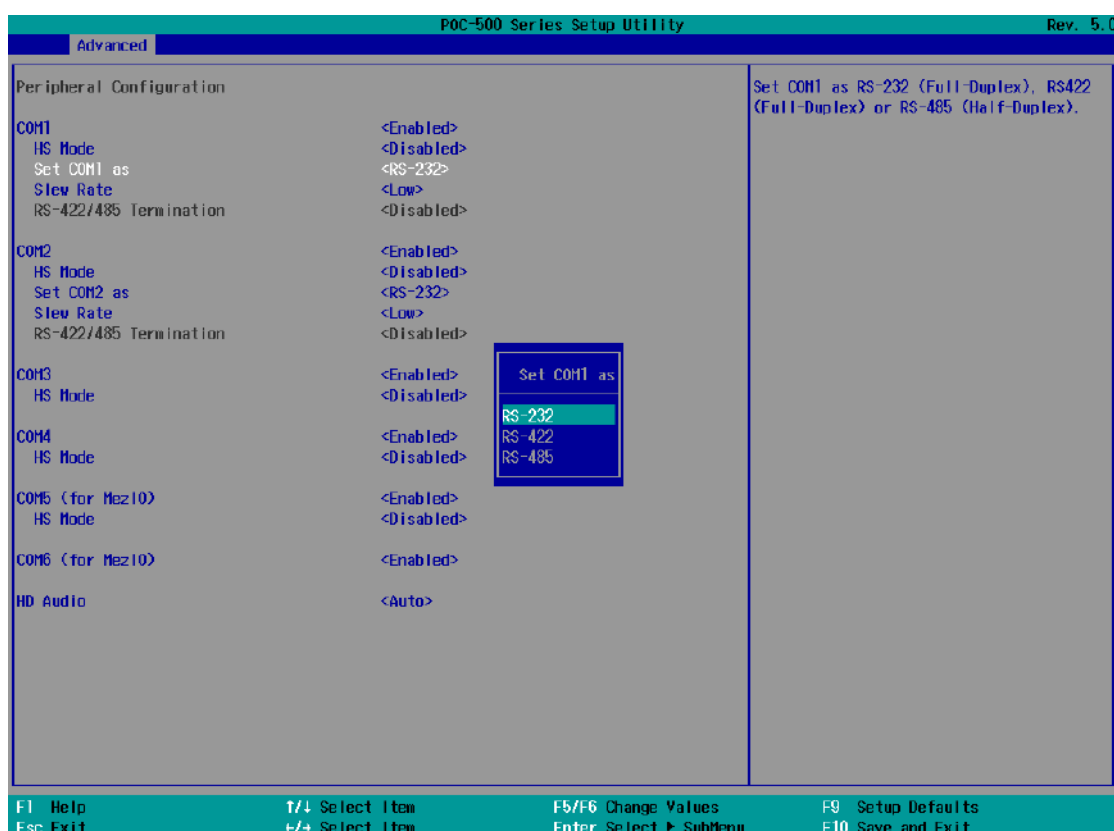 POC-500 Series Setup Utility Rev. 5.0
Advanced
Peripheral Configuration
COM1 <Enabled>
HS Mode <Disabled>
Set COM1 as <RS-232>
Slew Rate <Low>
RS-422/485 Termination <Disabled>
COM2 <Enabled>
HS Mode <Disabled>
Set COM2 as <RS-232>
Slew Rate <Low>
RS-422/485 Termination <Disabled>
COM3 <Enabled>
HS Mode <Disabled>
COM4 <Enabled>
HS Mode <Disabled>
COM5 (for MezIO) <Enabled>
HS Mode <Disabled>
COM6 (for MezIO) <Enabled>
HD Audio <Auto>
Set COM1 as
RS-232
RS-422
RS-485
Set COM1 as RS-232 (Full-Duplex), RS422
(Full-Duplex) or RS-485 (Half-Duplex).
F1 Help ↑/↓ Select Item F5/F6 Change Values F9 Setup Defaults
Esc Exit ←/→ Select Item Enter Select ▶ SubMenu F10 Save and Exit